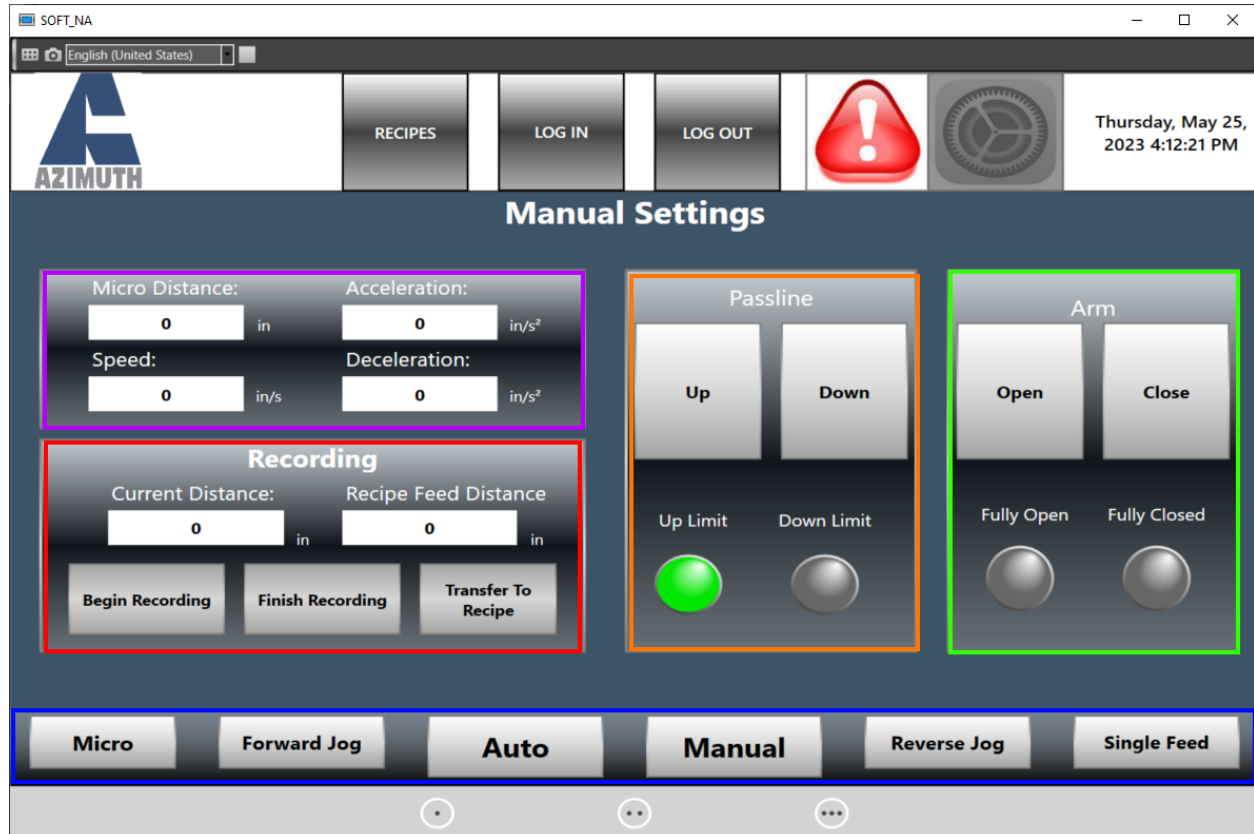 SOFT_NA
English (United States)
AZIMUTH
RECIPES
LOG IN
LOG OUT
Thursday, May 25,
2023 4:12:21 PM
Manual Settings
Micro Distance:
0 in
Acceleration:
0 in/s²
Speed:
0 in/s
Deceleration:
0 in/s²
Recording
Current Distance:
0 in
Recipe Feed Distance
0 in
Begin Recording
Finish Recording
Transfer To
Recipe
Passline
Up
Down
Up Limit
Down Limit
Arm
Open
Close
Fully Open
Fully Closed
Micro
Forward Jog
Auto
Manual
Reverse Jog
Single Feed